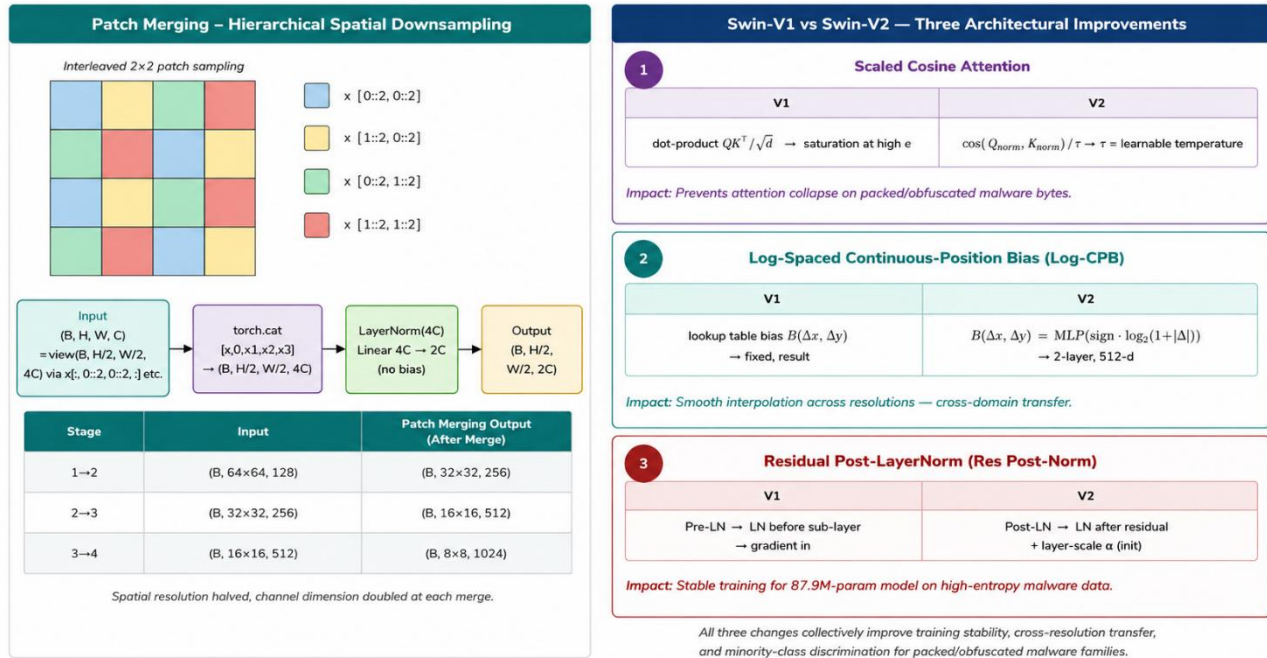 Patch Merging – Hierarchical Spatial Downsampling
Interleaved 2×2 patch sampling
x [0::2, 0::2]
x [1::2, 0::2]
x [0::2, 1::2]
x [1::2, 1::2]
Input
(B, H, W, C)
=view(B, H/2, W/2,
4C) via x[:, 0::2, 0::2, :] etc.
torch.cat
[x,0,x1,x2,x3]
→ (B, H/2, W/2, 4C)
LayerNorm(4C)
Linear 4C → 2C
(no bias)
Output
(B, H/2,
W/2, 2C)
Stage Input Patch Merging Output
(After Merge)
1→2 (B, 64×64, 128) (B, 32×32, 256)
2→3 (B, 32×32, 256) (B, 16×16, 512)
3→4 (B, 16×16, 512) (B, 8×8, 1024)
Spatial resolution halved, channel dimension doubled at each merge.
Swin-V1 vs Swin-V2 — Three Architectural Improvements
1 Scaled Cosine Attention
V1 V2
dot-product QK⊤/√d → saturation at high e cos(Q_norm, K_norm)/τ → τ = learnable temperature
Impact: Prevents attention collapse on packed/obfuscated malware bytes.
2 Log-Spaced Continuous-Position Bias (Log-CPB)
V1 V2
lookup table bias B(Δx, Δy) B(Δx, Δy) = MLP(sign · log₂(1+|Δ|))
→ fixed, result → 2-layer, 512-d
Impact: Smooth interpolation across resolutions — cross-domain transfer.
3 Residual Post-LayerNorm (Res Post-Norm)
V1 V2
Pre-LN → LN before sub-layer Post-LN → LN after residual
→ gradient in + layer-scale α (init)
Impact: Stable training for 87.9M-param model on high-entropy malware data.
All three changes collectively improve training stability, cross-resolution transfer,
and minority-class discrimination for packed/obfuscated malware families.